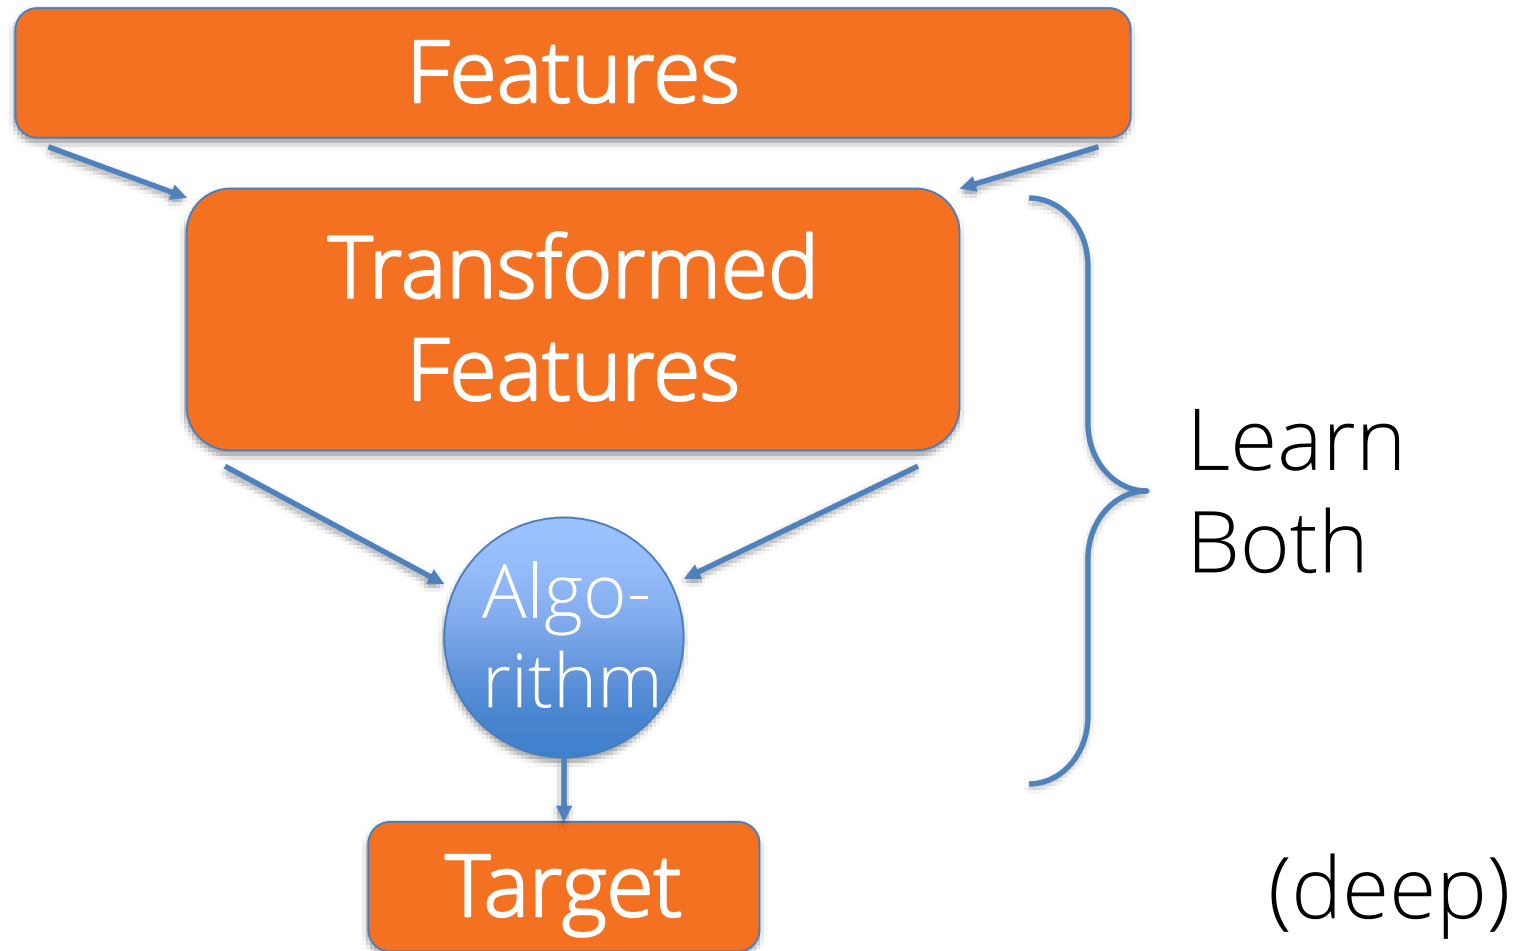 Features
Transformed
Features
Algo-
rithm
Learn
Both
Target
(deep)